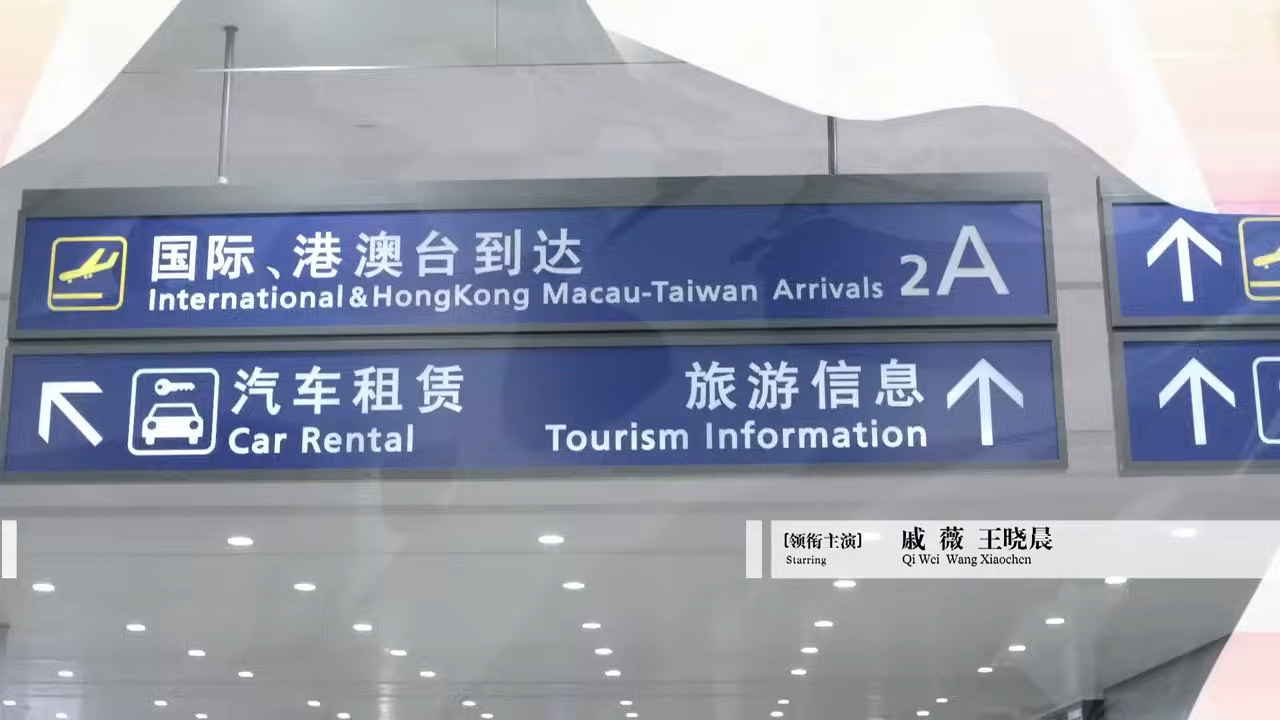 国际、港澳台到达
International&HongKong Macau-Taiwan Arrivals 2A
汽车租赁
Car Rental
旅游信息
Tourism Information
[领衔主演] 戚 薇 王晓晨
Starring Qi Wei Wang Xiaochen